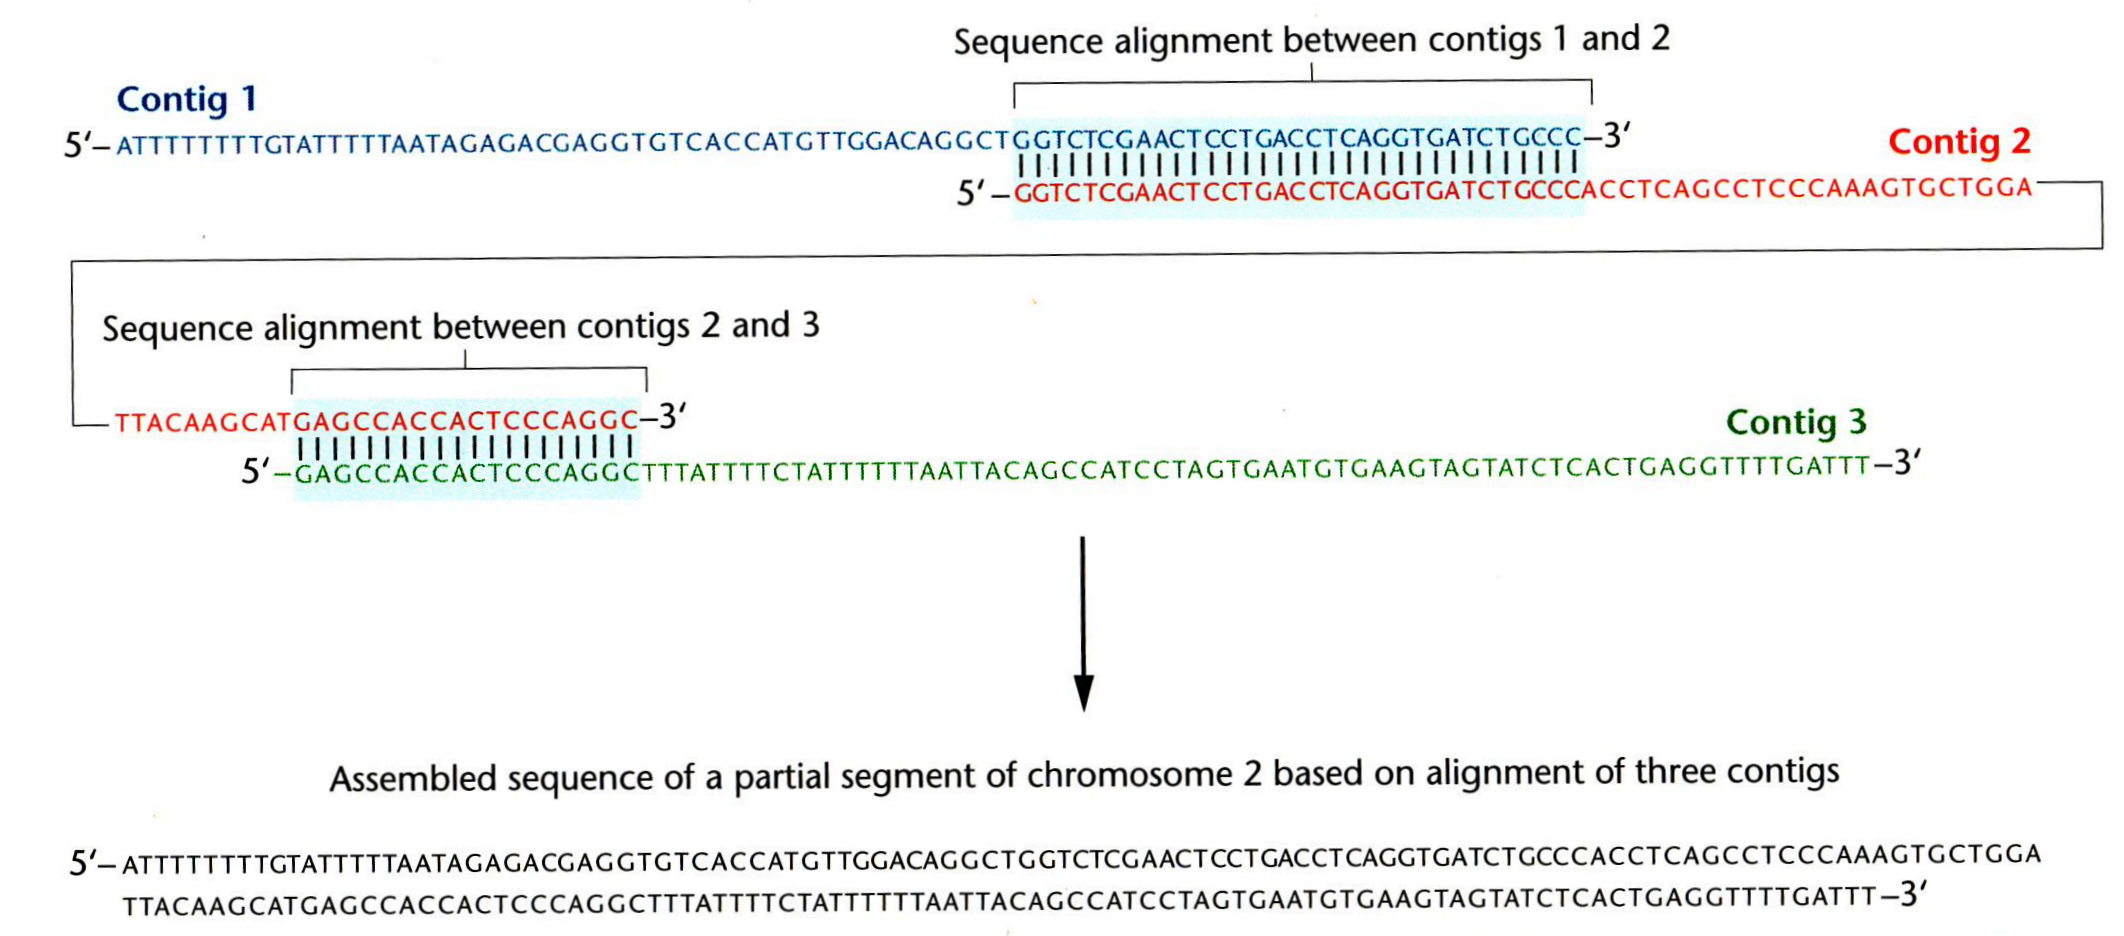 Sequence alignment between contigs 1 and 2
Contig 1
5′–ATTTTTTTTGTATTTTTAATAGAGACGAGGTGTCACCATGTTGGACAGGCTGGTCTCGAACTCCTGACCTCAGGTGATCTGCCC–3′
Contig 2
5′–GGTCTCGAACTCCTGACCTCAGGTGATCTGCCCACCTCAGCCTCCCAAAGTGCTGGA
Sequence alignment between contigs 2 and 3
TTACAAGCATGAGCCACCACTCCCAGGC–3′
Contig 3
5′–GAGCCACCACTCCCAGGCTTTATTTTCTATTTTTTAATTACAGCCATCCTAGTGAATGTGAAGTAGTATCTCACTGAGGTTTTGATTT–3′
Assembled sequence of a partial segment of chromosome 2 based on alignment of three contigs
5′–ATTTTTTTTGTATTTTTAATAGAGACGAGGTGTCACCATGTTGGACAGGCTGGTCTCGAACTCCTGACCTCAGGTGATCTGCCCACCTCAGCCTCCCAAAGTGCTGGA
TTACAAGCATGAGCCACCACTCCCAGGCTTTATTTTCTATTTTTTAATTACAGCCATCCTAGTGAATGTGAAGTAGTATCTCACTGAGGTTTTGATTT–3′